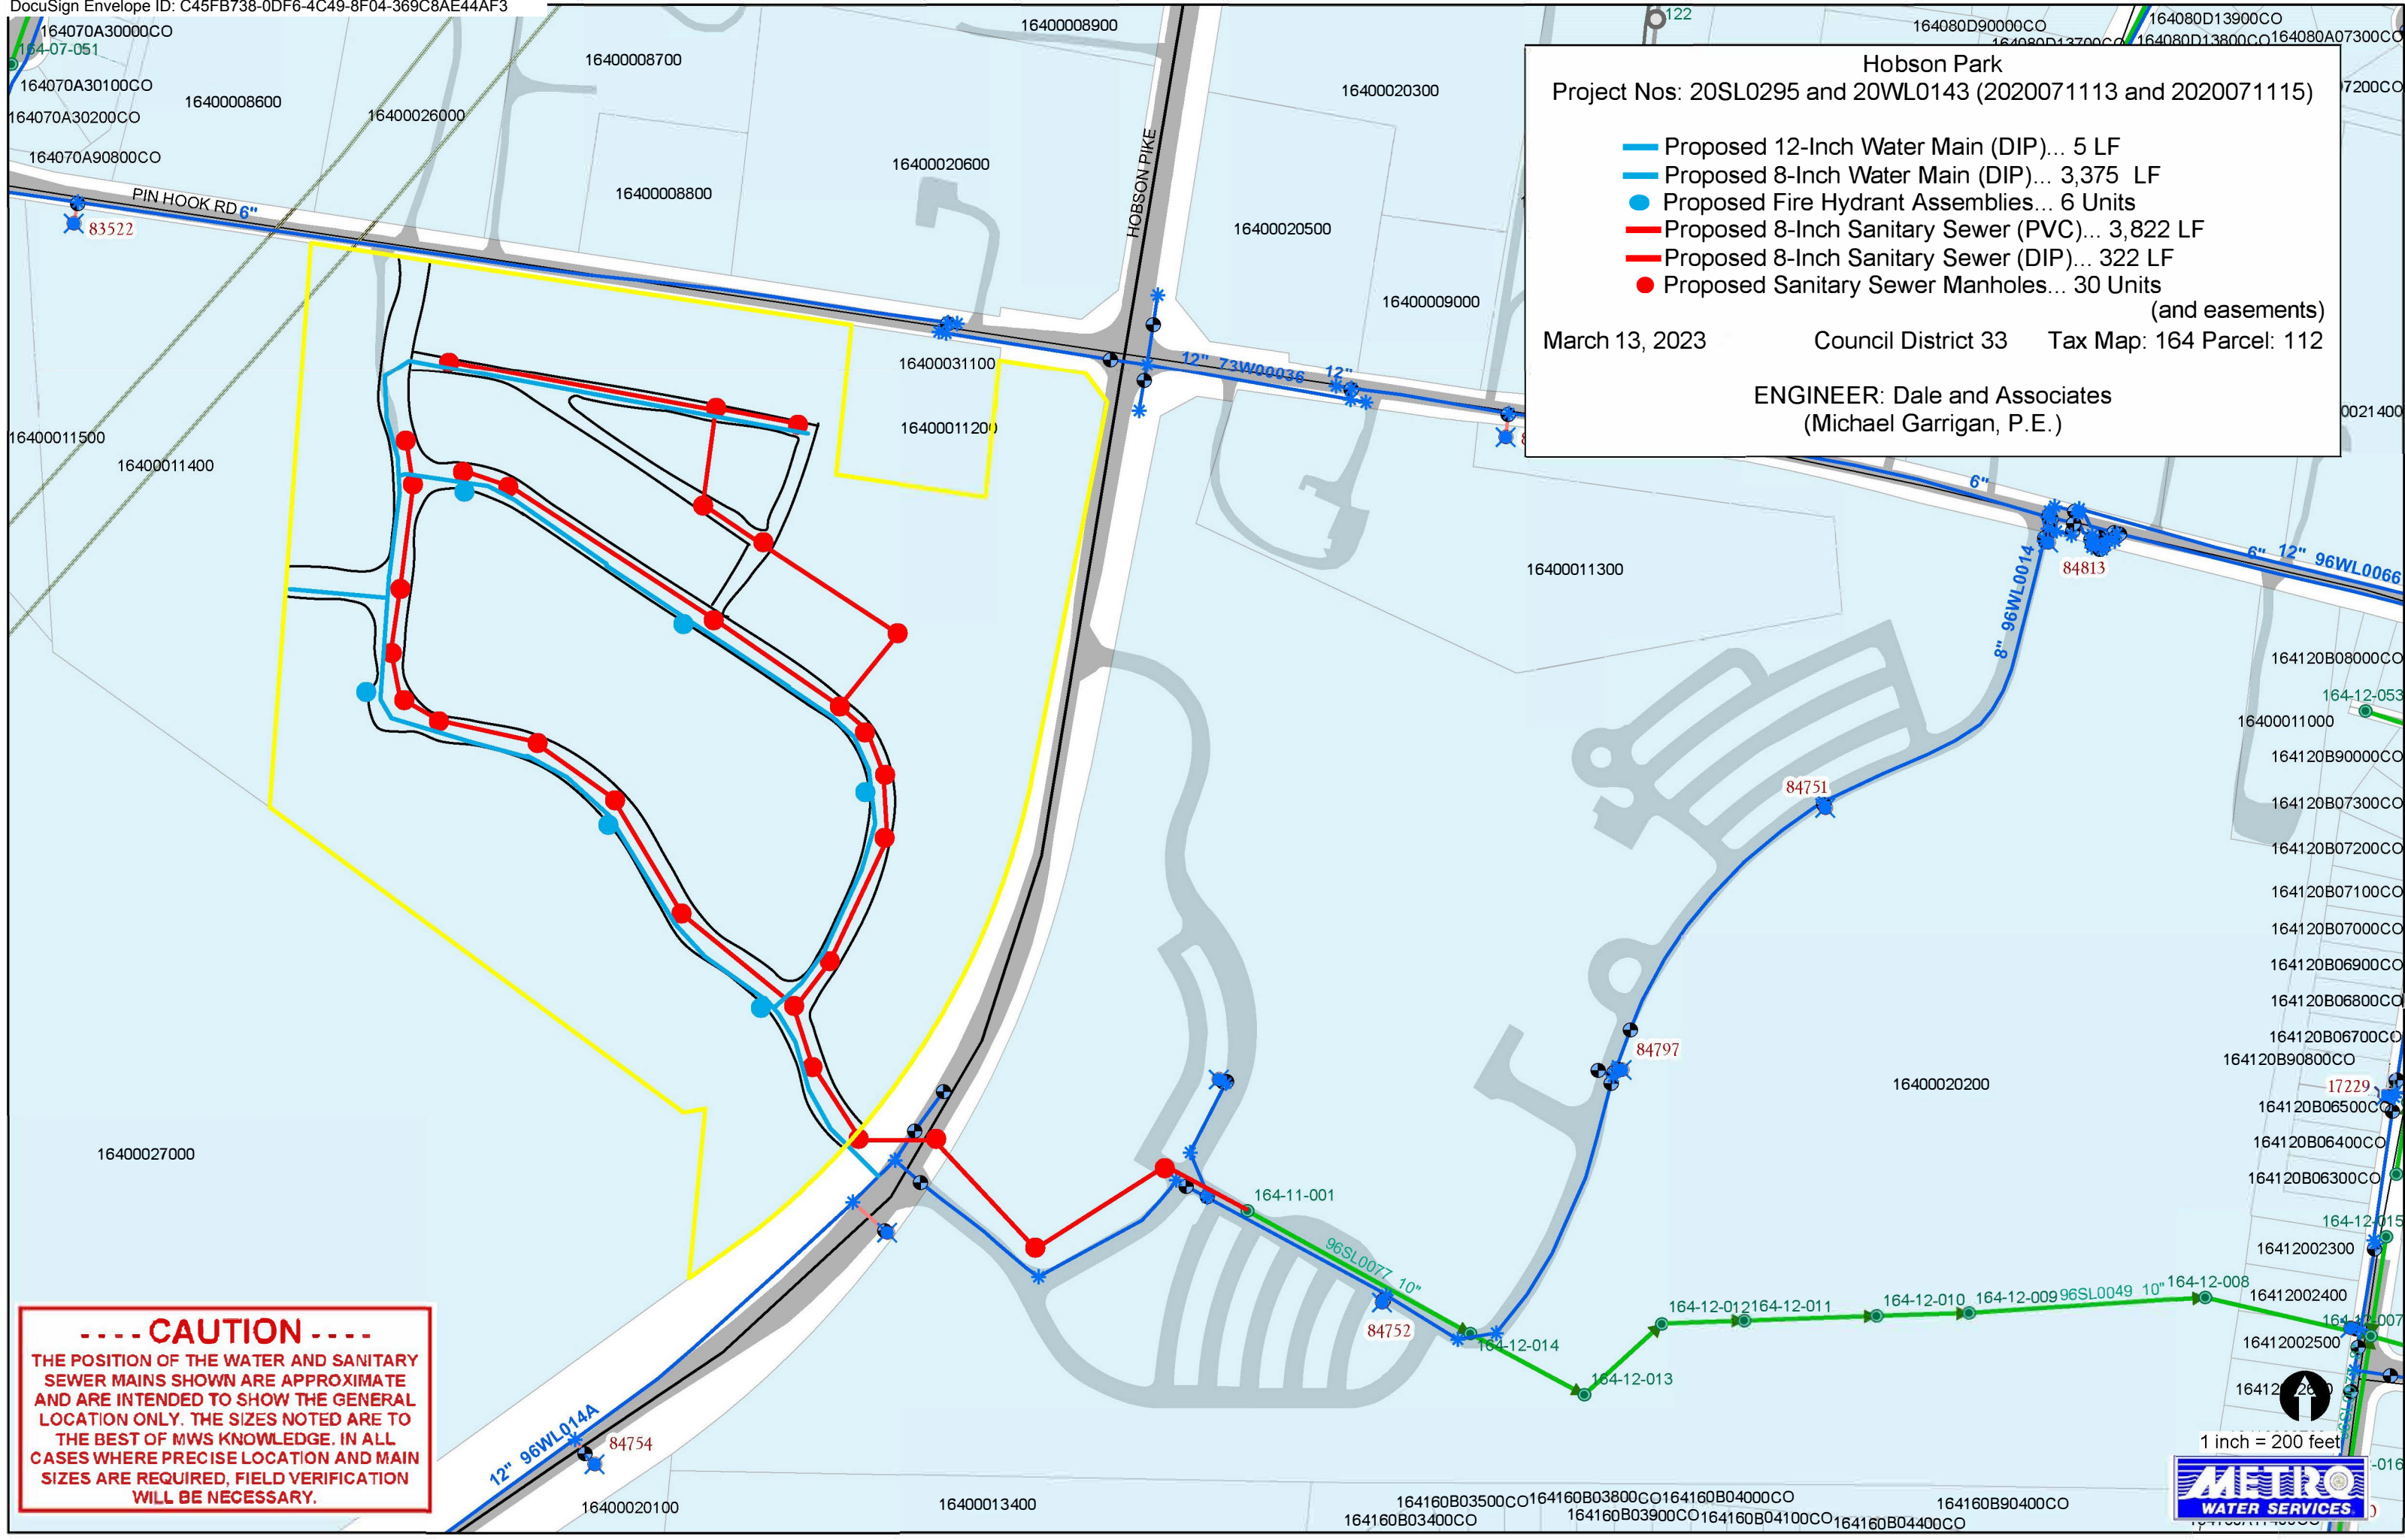 DocuSign Envelope ID: C45FB738-0DF6-4C49-8F04-369C8AE44AF3
Hobson Park
Project Nos: 20SL0295 and 20WL0143 (2020071113 and 2020071115)
Proposed 12-Inch Water Main (DIP)... 5 LF
Proposed 8-Inch Water Main (DIP)... 3,375 LF
Proposed Fire Hydrant Assemblies... 6 Units
Proposed 8-Inch Sanitary Sewer (PVC)... 3,822 LF
Proposed 8-Inch Sanitary Sewer (DIP)... 322 LF
Proposed Sanitary Sewer Manholes... 30 Units
(and easements)
March 13, 2023 Council District 33 Tax Map: 164 Parcel: 112
ENGINEER: Dale and Associates
(Michael Garrigan, P.E.)
164070A30000CO
164-07-051
164070A30100CO
164070A30200CO
164070A90800CO
16400008600
16400026000
16400008700
16400008800
16400008900
16400020600
16400020300
16400020500
16400009000
122
164080D90000CO
164080D13900CO
164080D13700CO
164080D13800CO
164080A07300CO
PIN HOOK RD
6"
83522
HOBSON PIKE
12" 73W00036
12"
16400031100
16400011200
16400011500
16400011400
16400011300
6"
8" 96WL0014
84813
6" 12" 96WL0066
164120B08000CO
164-12-053
16400011000
164120B90000CO
164120B07300CO
164120B07200CO
164120B07100CO
164120B07000CO
164120B06900CO
164120B06800CO
164120B06700CO
164120B90800CO
17229
164120B06500CO
164120B06400CO
164120B06300CO
164-12-015
16412002300
16412002400
164-12-007
16412002500
84751
84797
16400020200
16400027000
164-11-001
96SL0077 10"
84752
164-12-014
164-12-013
164-12-012
164-12-011
164-12-010
164-12-009
96SL0049 10"
164-12-008
12" 96WL014A
84754
16400020100
16400013400
164160B03500CO
164160B03800CO
164160B04000CO
164160B03400CO
164160B03900CO
164160B04100CO
164160B04400CO
164160B90400CO
----CAUTION----
THE POSITION OF THE WATER AND SANITARY
SEWER MAINS SHOWN ARE APPROXIMATE
AND ARE INTENDED TO SHOW THE GENERAL
LOCATION ONLY. THE SIZES NOTED ARE TO
THE BEST OF MWS KNOWLEDGE. IN ALL
CASES WHERE PRECISE LOCATION AND MAIN
SIZES ARE REQUIRED, FIELD VERIFICATION
WILL BE NECESSARY.
1 inch = 200 feet
METRO
WATER SERVICES